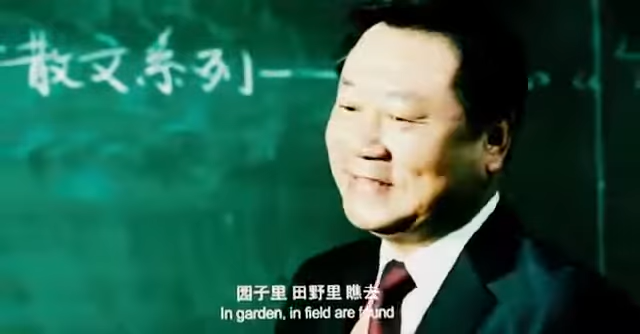 散文系列—
园子里 田野里 瞧去
In garden, in field are found